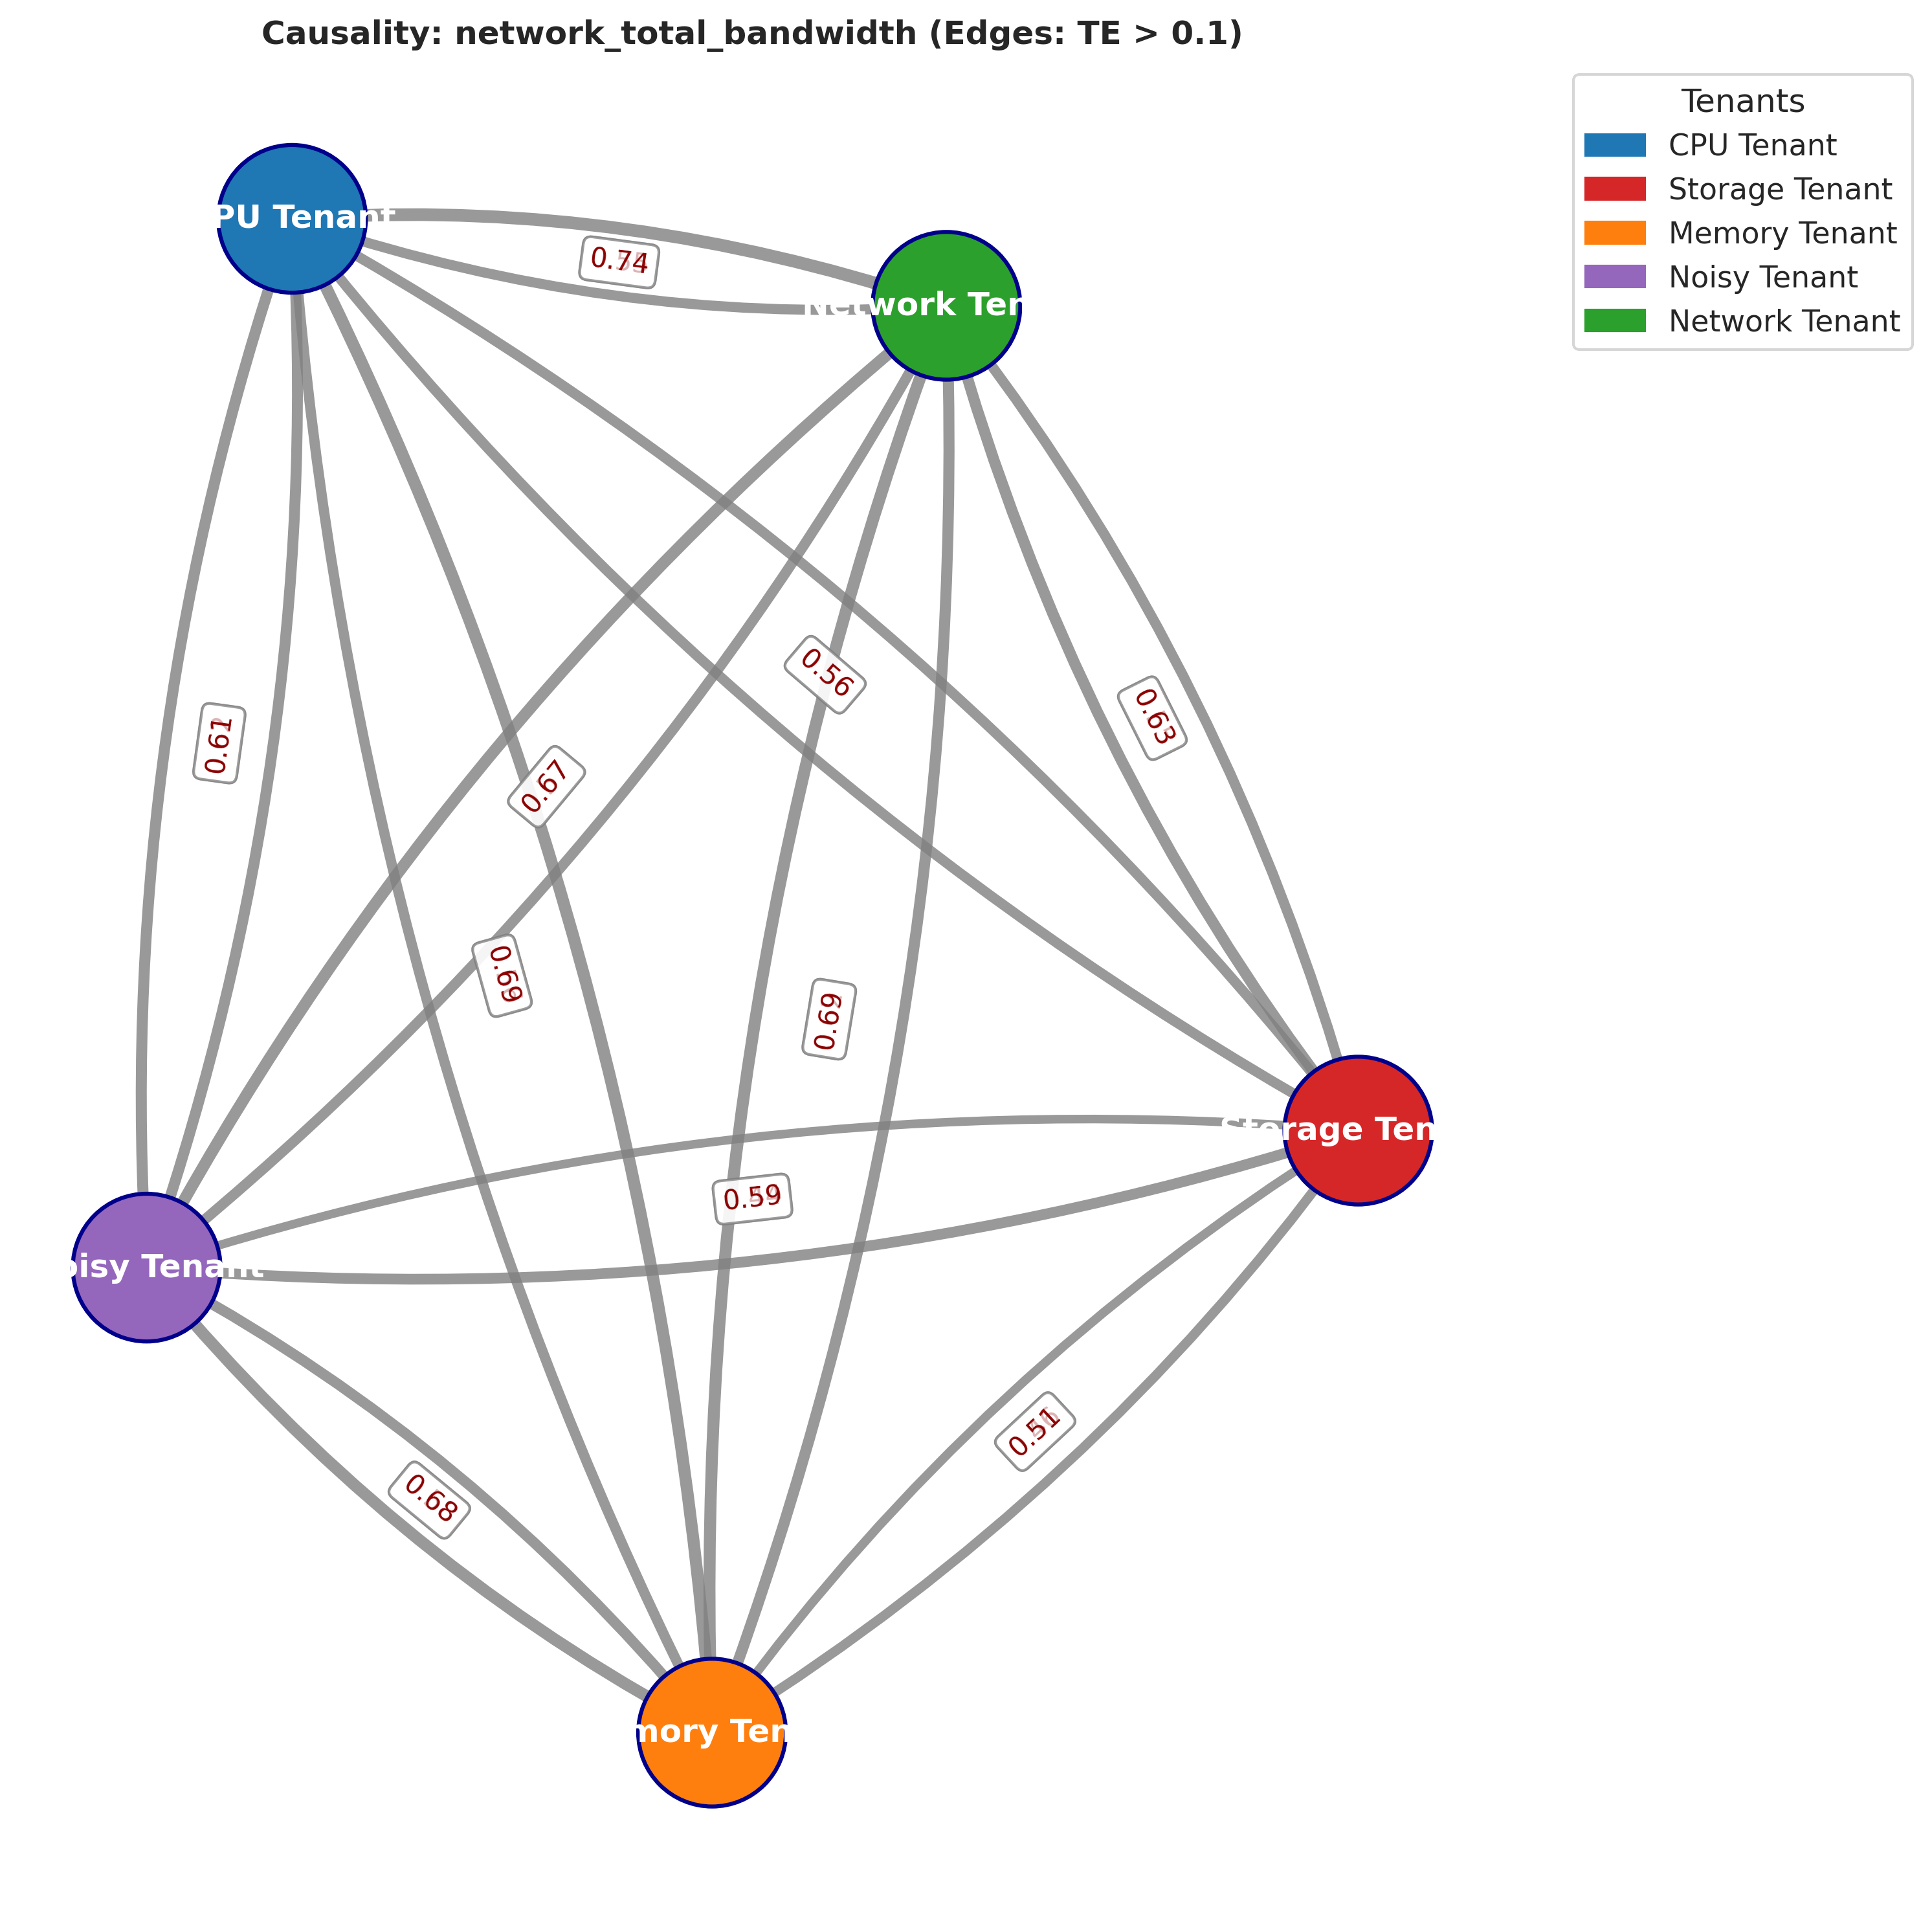 Causality: network_total_bandwidth (Edges: TE > 0.1)
Tenants
CPU Tenant
Storage Tenant
Memory Tenant
Noisy Tenant
Network Tenant
PU Tenant
0.74
Network Ten
0.56
0.63
0.61
0.67
0.69
0.69
Storage Ten
0.59
oisy Tenant
0.51
0.68
mory Ten